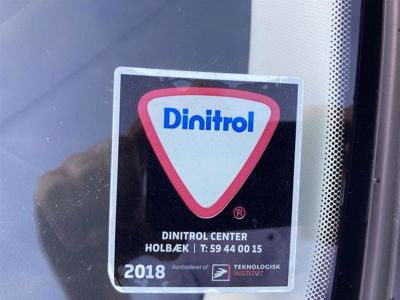 Dinitrol
®
DINITROL CENTER
HOLBÆK | T: 59 44 00 15
2018 Kontrolleret af: TEKNOLOGISK
INSTITUT